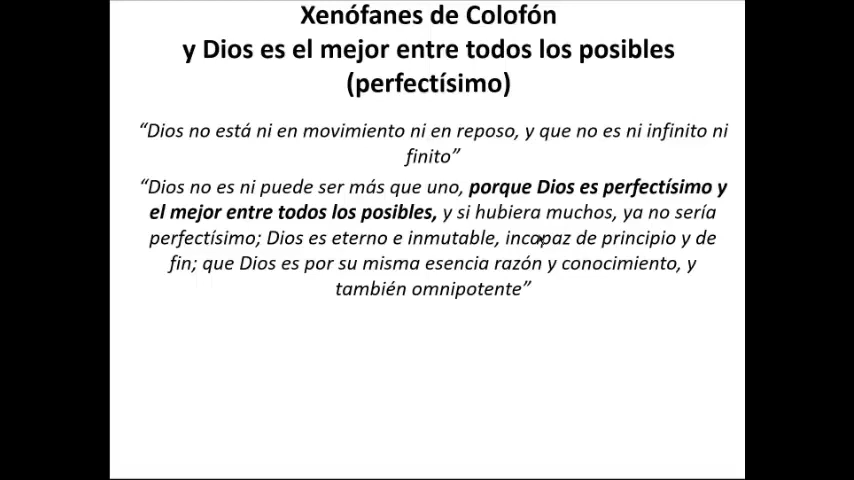 Xenófanes de Colofón
y Dios es el mejor entre todos los posibles
(perfectísimo)
“Dios no está ni en movimiento ni en reposo, y que no es ni infinito ni
finito”
“Dios no es ni puede ser más que uno, porque Dios es perfectísimo y
el mejor entre todos los posibles, y si hubiera muchos, ya no sería
perfectísimo; Dios es eterno e inmutable, incapaz de principio y de
fin; que Dios es por su misma esencia razón y conocimiento, y
también omnipotente”